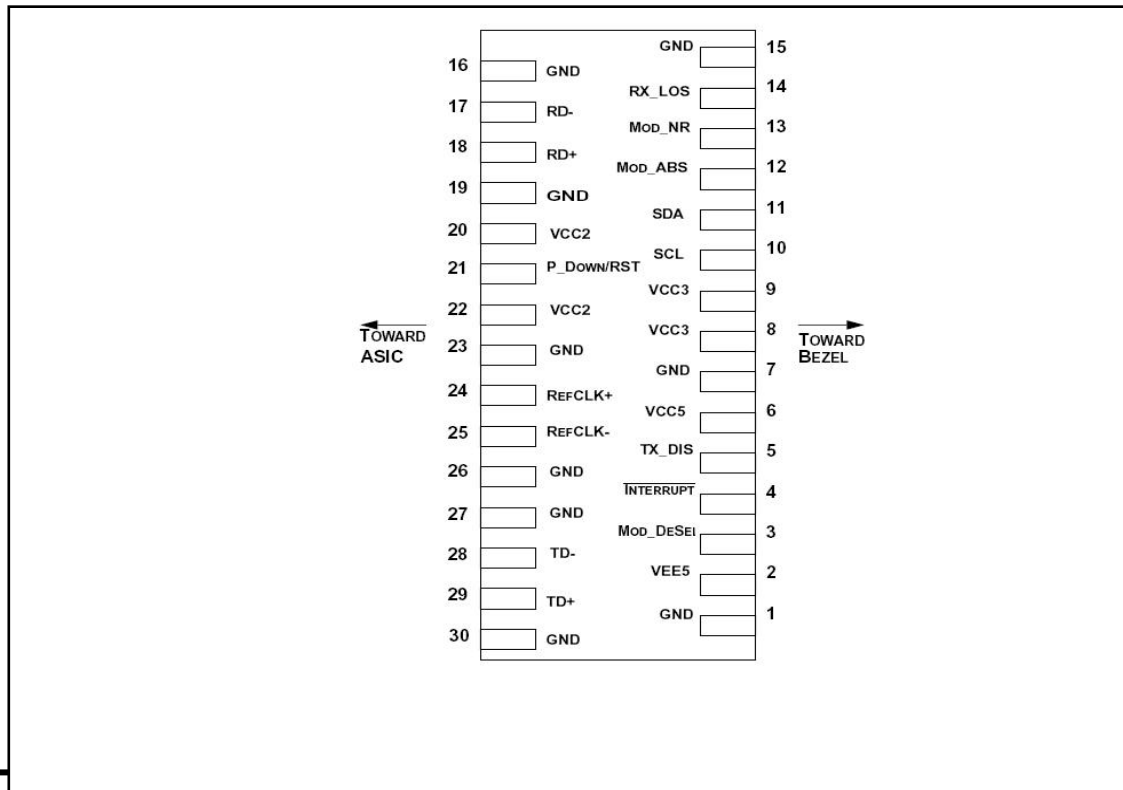 GND 15
16 GND
RX_LOS 14
17 RD-
MOD_NR 13
18 RD+
MOD_ABS 12
19 GND
SDA 11
20 VCC2
SCL 10
21 P_DOWN/RST
VCC3 9
22 VCC2
VCC3 8
TOWARD
ASIC
TOWARD
BEZEL
23 GND
GND 7
24 REFCLK+
VCC5 6
25 REFCLK-
TX_DIS 5
26 GND
INTERRUPT 4
27 GND
MOD_DESEL 3
28 TD-
VEE5 2
29 TD+
GND 1
30 GND